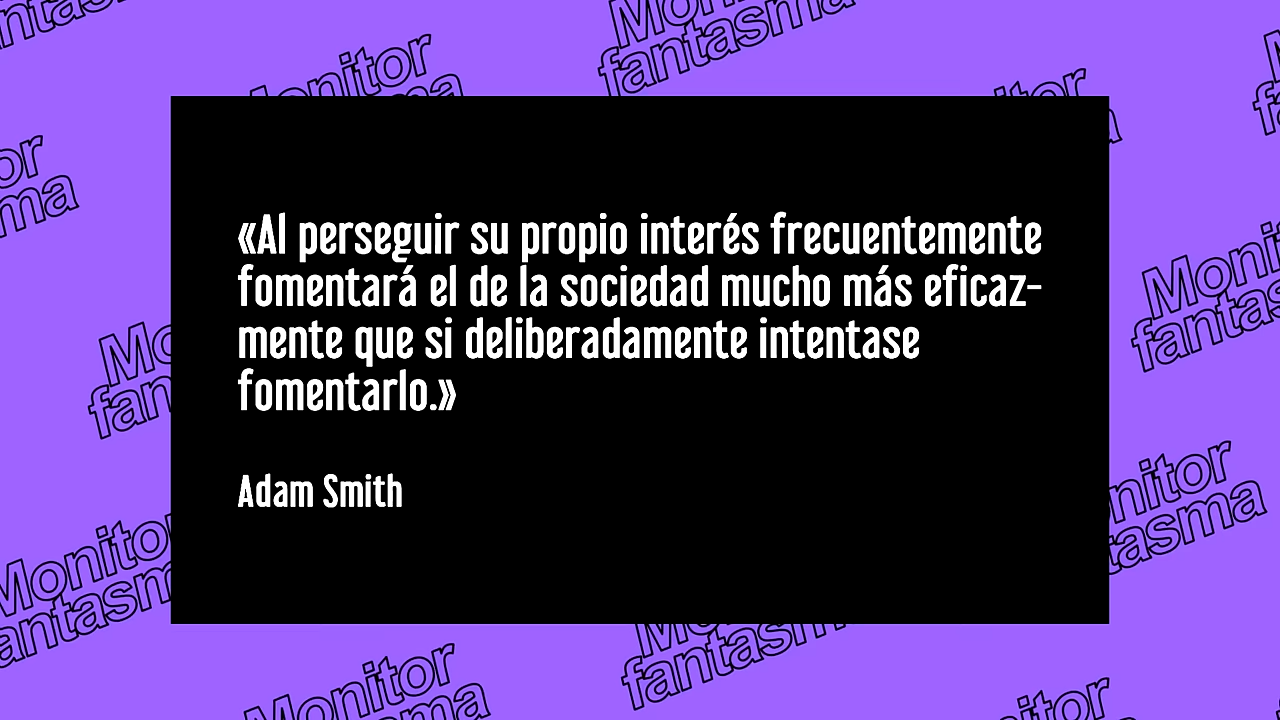 Monitor
fantasma
«Al perseguir su propio interés frecuentemente
fomentará el de la sociedad mucho más eficaz-
mente que si deliberadamente intentase
fomentarlo.»
Adam Smith